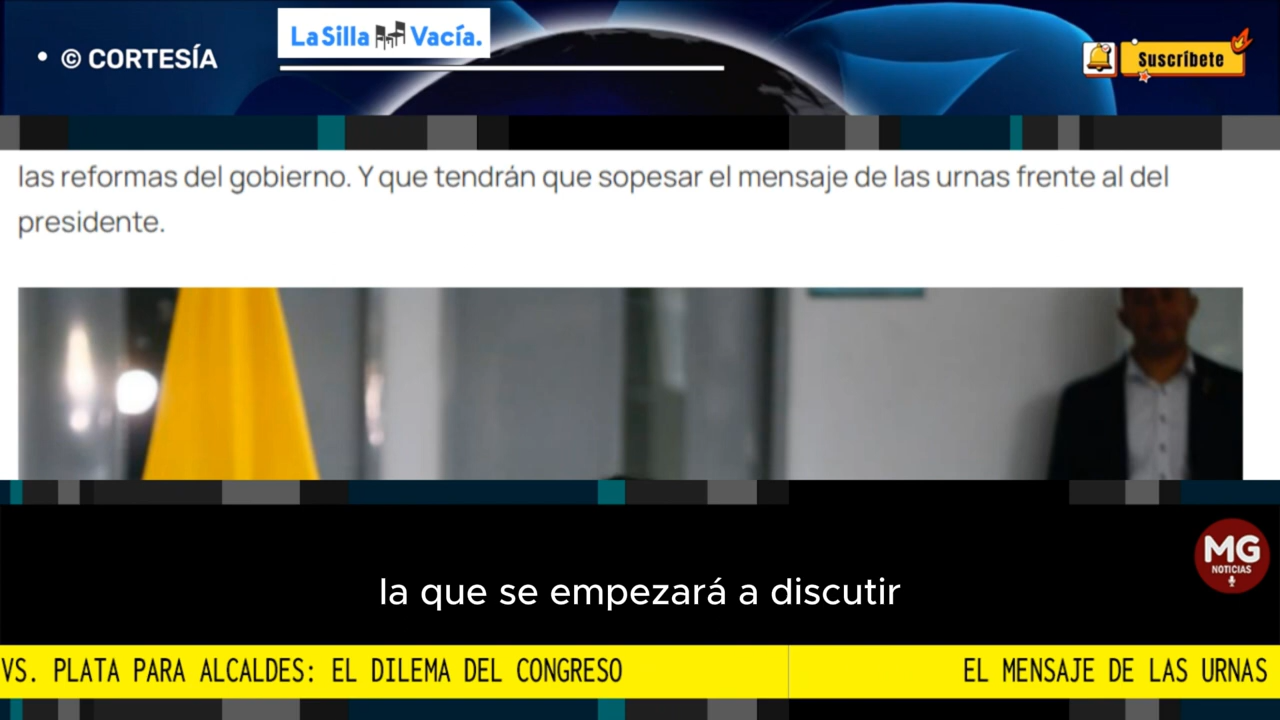 © CORTESÍA
La Silla Vacía.
Suscríbete
las reformas del gobierno. Y que tendrán que sopesar el mensaje de las urnas frente al del
presidente.
MG
NOTICIAS
la que se empezará a discutir
VS. PLATA PARA ALCALDES: EL DILEMA DEL CONGRESO
EL MENSAJE DE LAS URNAS